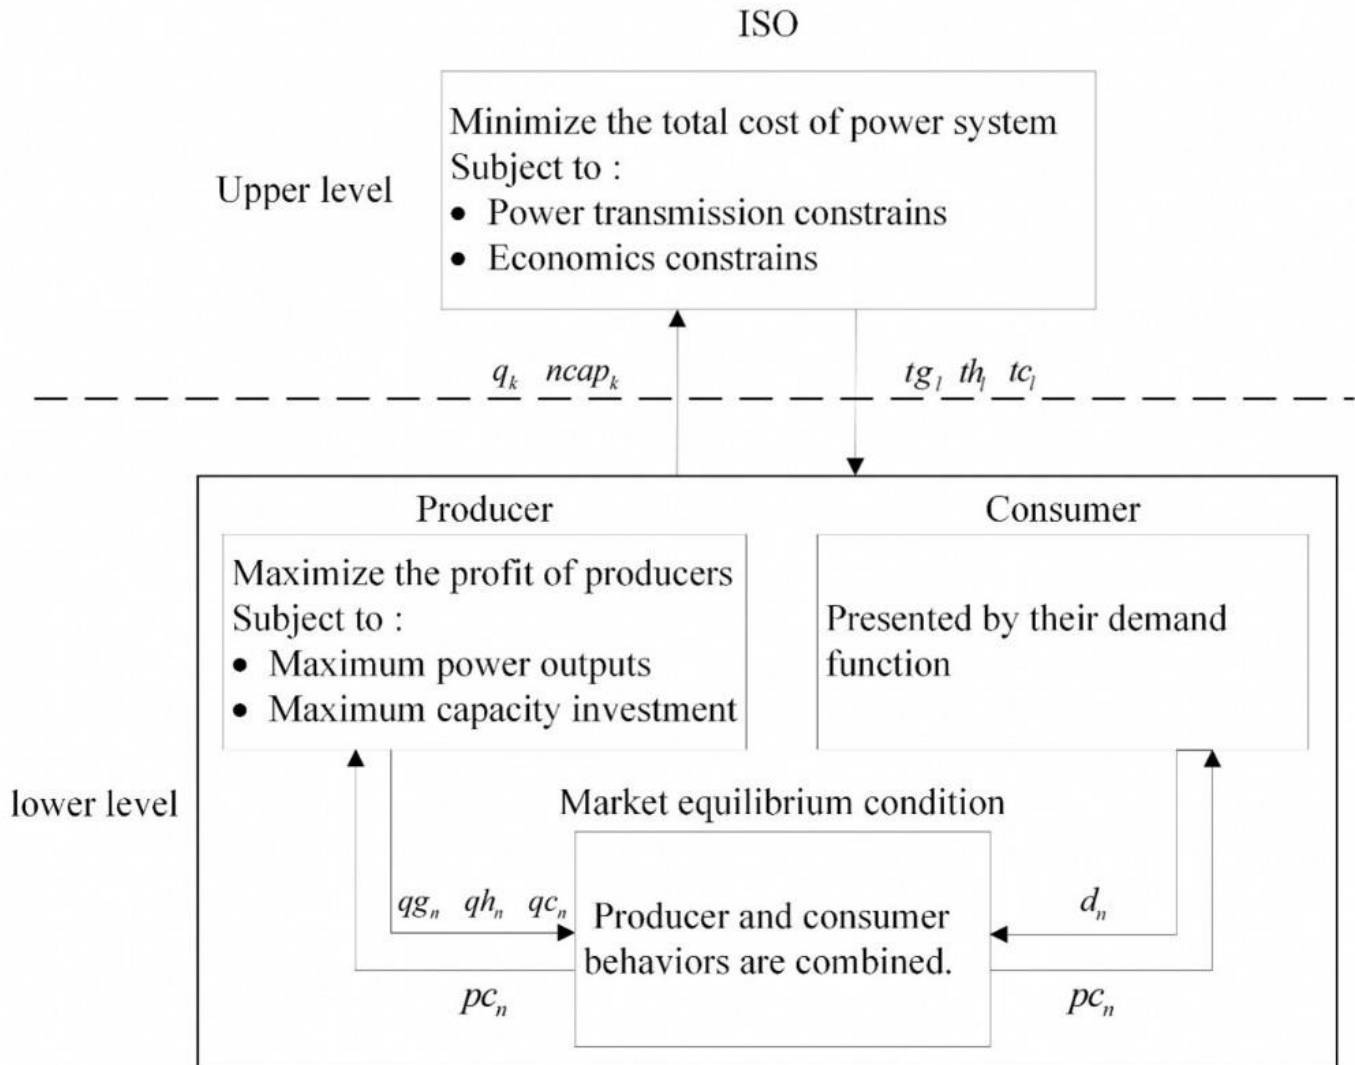 ISO
Minimize the total cost of power system
Subject to :
• Power transmission constrains
• Economics constrains
Upper level
q_k ncap_k
tg_l th_l tc_l
Producer
Maximize the profit of producers
Subject to :
• Maximum power outputs
• Maximum capacity investment
Consumer
Presented by their demand
function
lower level
Market equilibrium condition
qg_n qh_n qc_n
Producer and consumer
behaviors are combined.
d_n
pc_n
pc_n